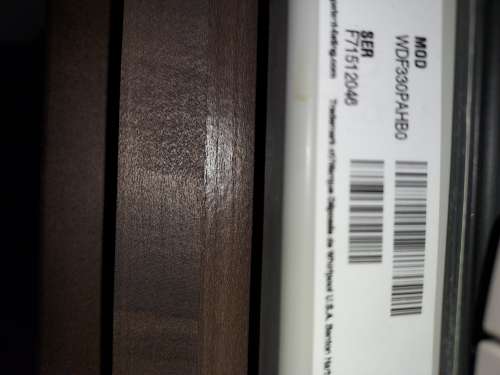 MOD
WDF330PAHB0
SER
F71512046
Trademark of/Marque Déposée de Whirlpool U.S.A. Benton